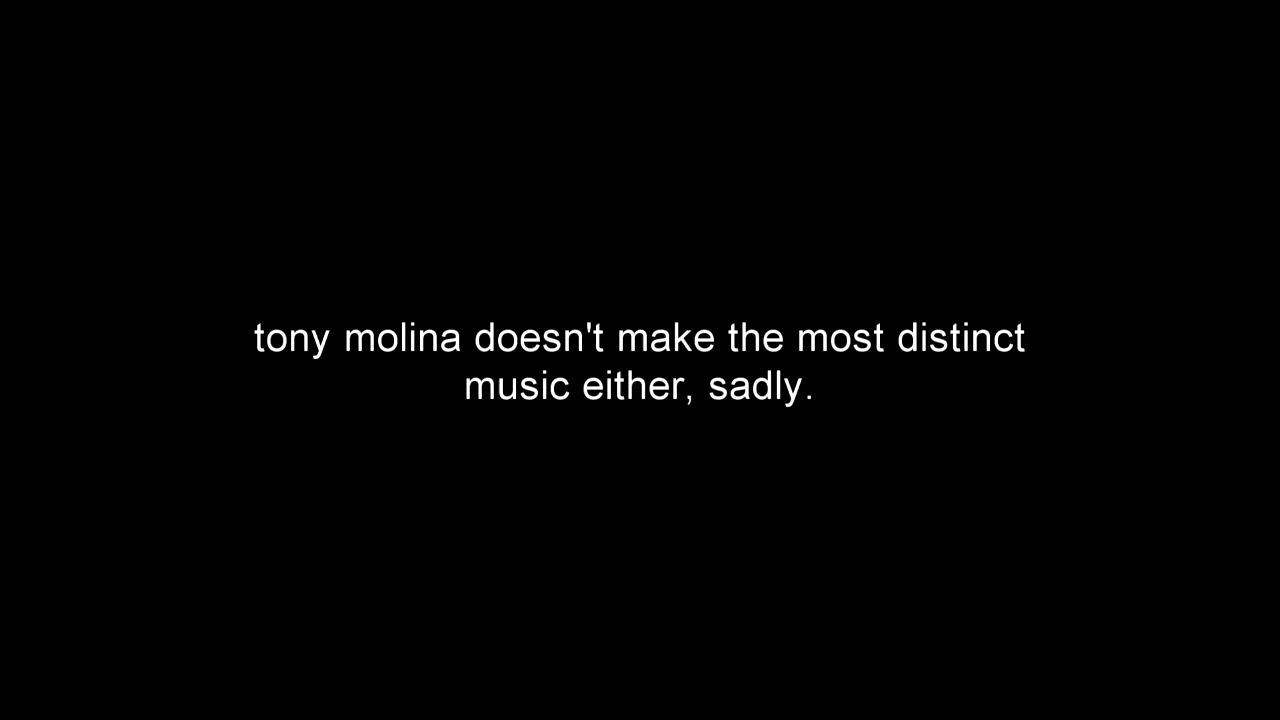 tony molina doesn't make the most distinct
music either, sadly.